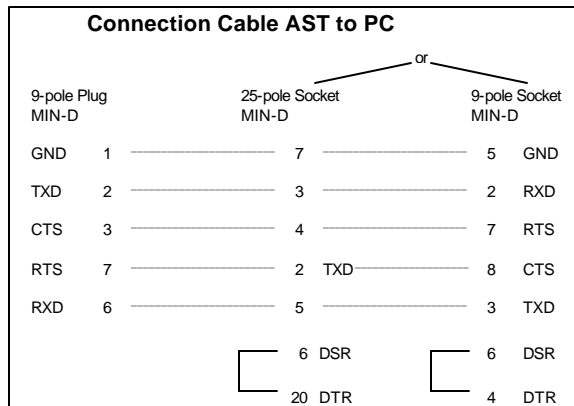 Connection Cable AST to PC
or
9-pole Plug 25-pole Socket 9-pole Socket
MIN-D MIN-D MIN-D
GND 1 7 5 GND
TXD 2 3 2 RXD
CTS 3 4 7 RTS
RTS 7 2 TXD 8 CTS
RXD 6 5 3 TXD
6 DSR 6 DSR
20 DTR 4 DTR